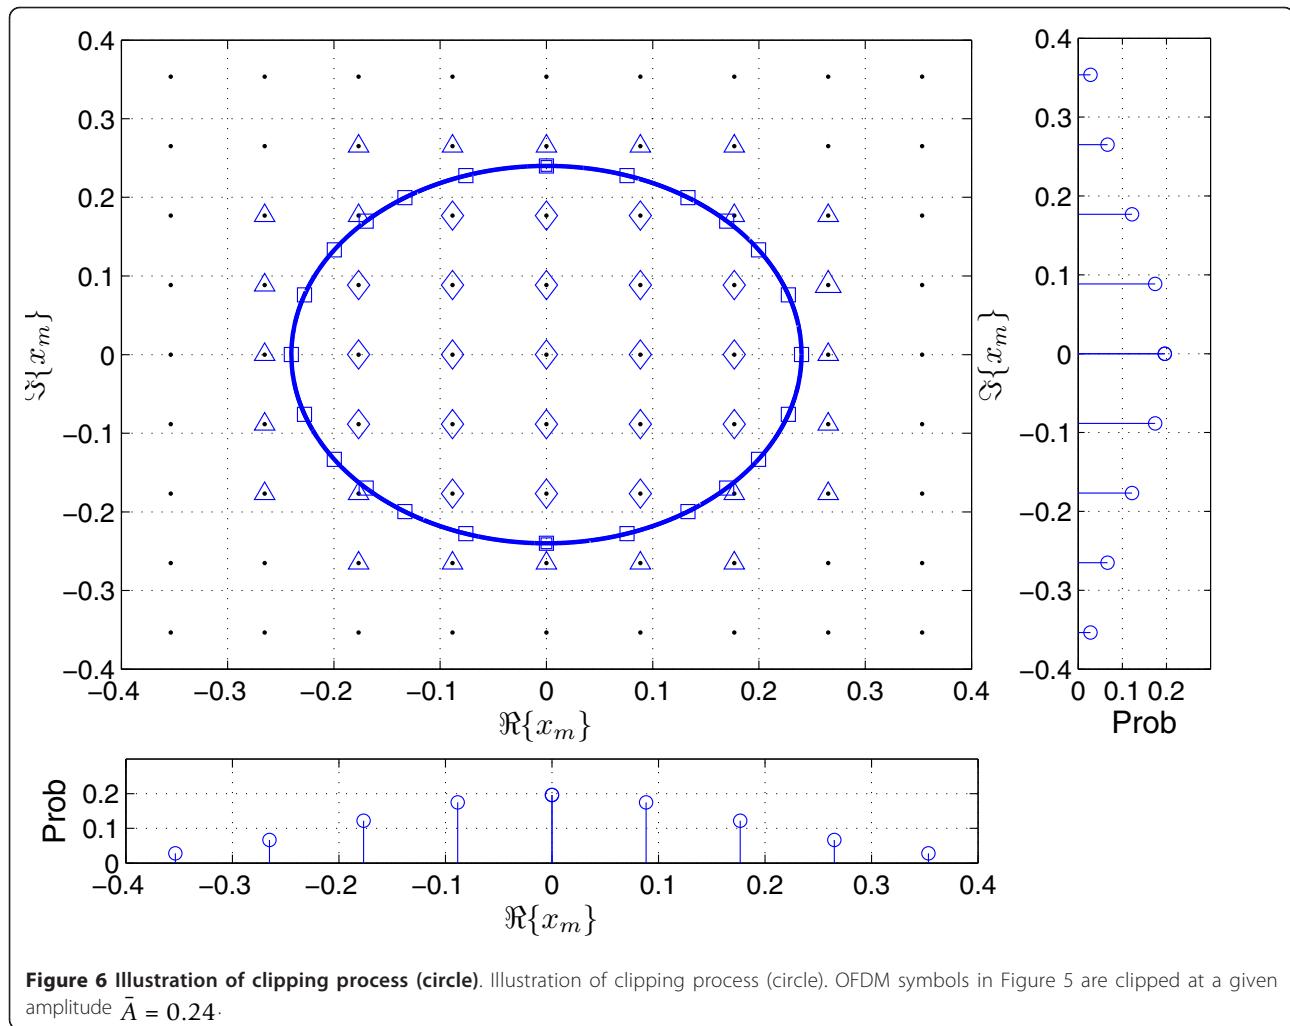 0.4
0.3
0.2
0.1
0
−0.1
−0.2
−0.3
−0.4
ℑ{x_m}
−0.4 −0.3 −0.2 −0.1 0 0.1 0.2 0.3 0.4
ℜ{x_m}
0.4
0.3
0.2
0.1
0
−0.1
−0.2
−0.3
−0.4
ℑ{x_m}
0 0.1 0.2
Prob
Prob
0.2
0.1
0
−0.4 −0.3 −0.2 −0.1 0 0.1 0.2 0.3 0.4
ℜ{x_m}
Figure 6 Illustration of clipping process (circle). Illustration of clipping process (circle). OFDM symbols in Figure 5 are clipped at a given
amplitude Ā = 0.24.